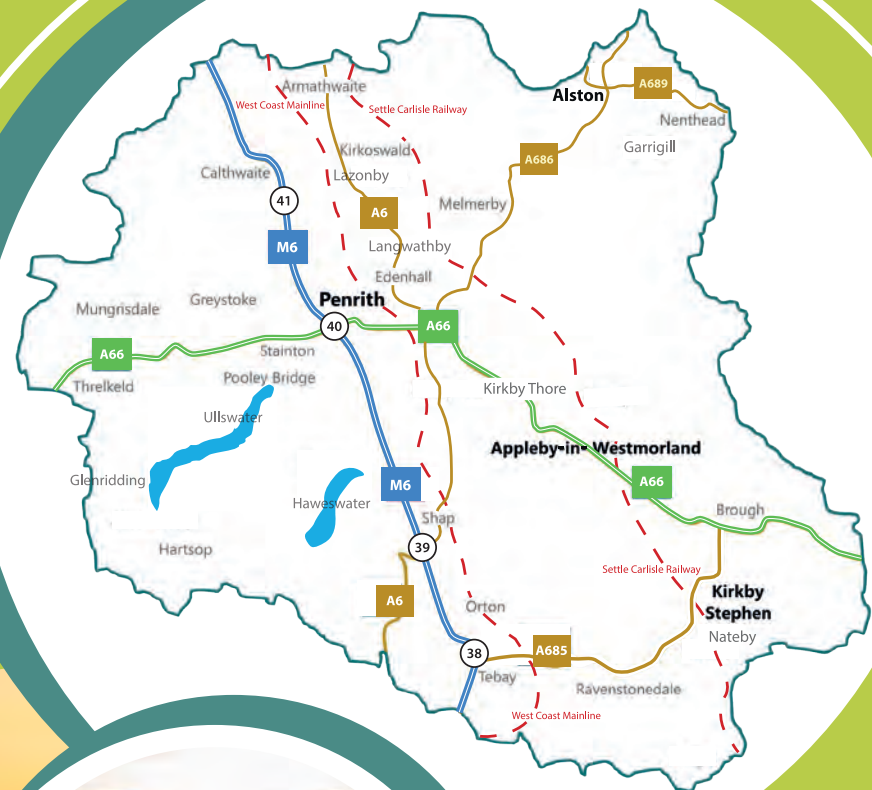 Armathwaite
West Coast Mainline
Settle Carlisle Railway
Alston
A689
Nenthead
Garrigill
Kirkoswald
A686
Calthwaite
Lazonby
41
A6
Melmerby
M6
Langwathby
Edenhall
Mungrisdale
Greystoke
Penrith
40
A66
Stainton
A66
Threlkeld
Pooley Bridge
Kirkby Thore
Ullswater
Appleby-in-Westmorland
Glenridding
M6
A66
Haweswater
Shap
Brough
39
Hartsop
Settle Carlisle Railway
A6
Orton
Kirkby
Stephen
Nateby
38
A685
Tebay
Ravenstonedale
West Coast Mainline